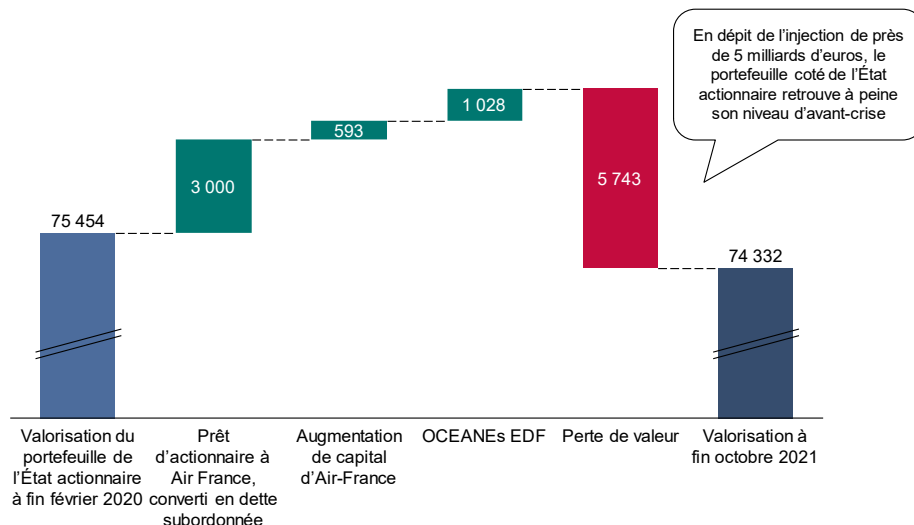 En dépit de l'injection de près
de 5 milliards d'euros, le
portefeuille coté de l'État
actionnaire retrouve à peine
son niveau d'avant-crise
1 028
593
3 000
5 743
75 454
74 332
Valorisation du
portefeuille de
l'État actionnaire
à fin février 2020
Prêt
d'actionnaire à
Air France,
converti en dette
subordonnée
Augmentation
de capital
d'Air-France
OCEANEs EDF
Perte de valeur
Valorisation à
fin octobre 2021